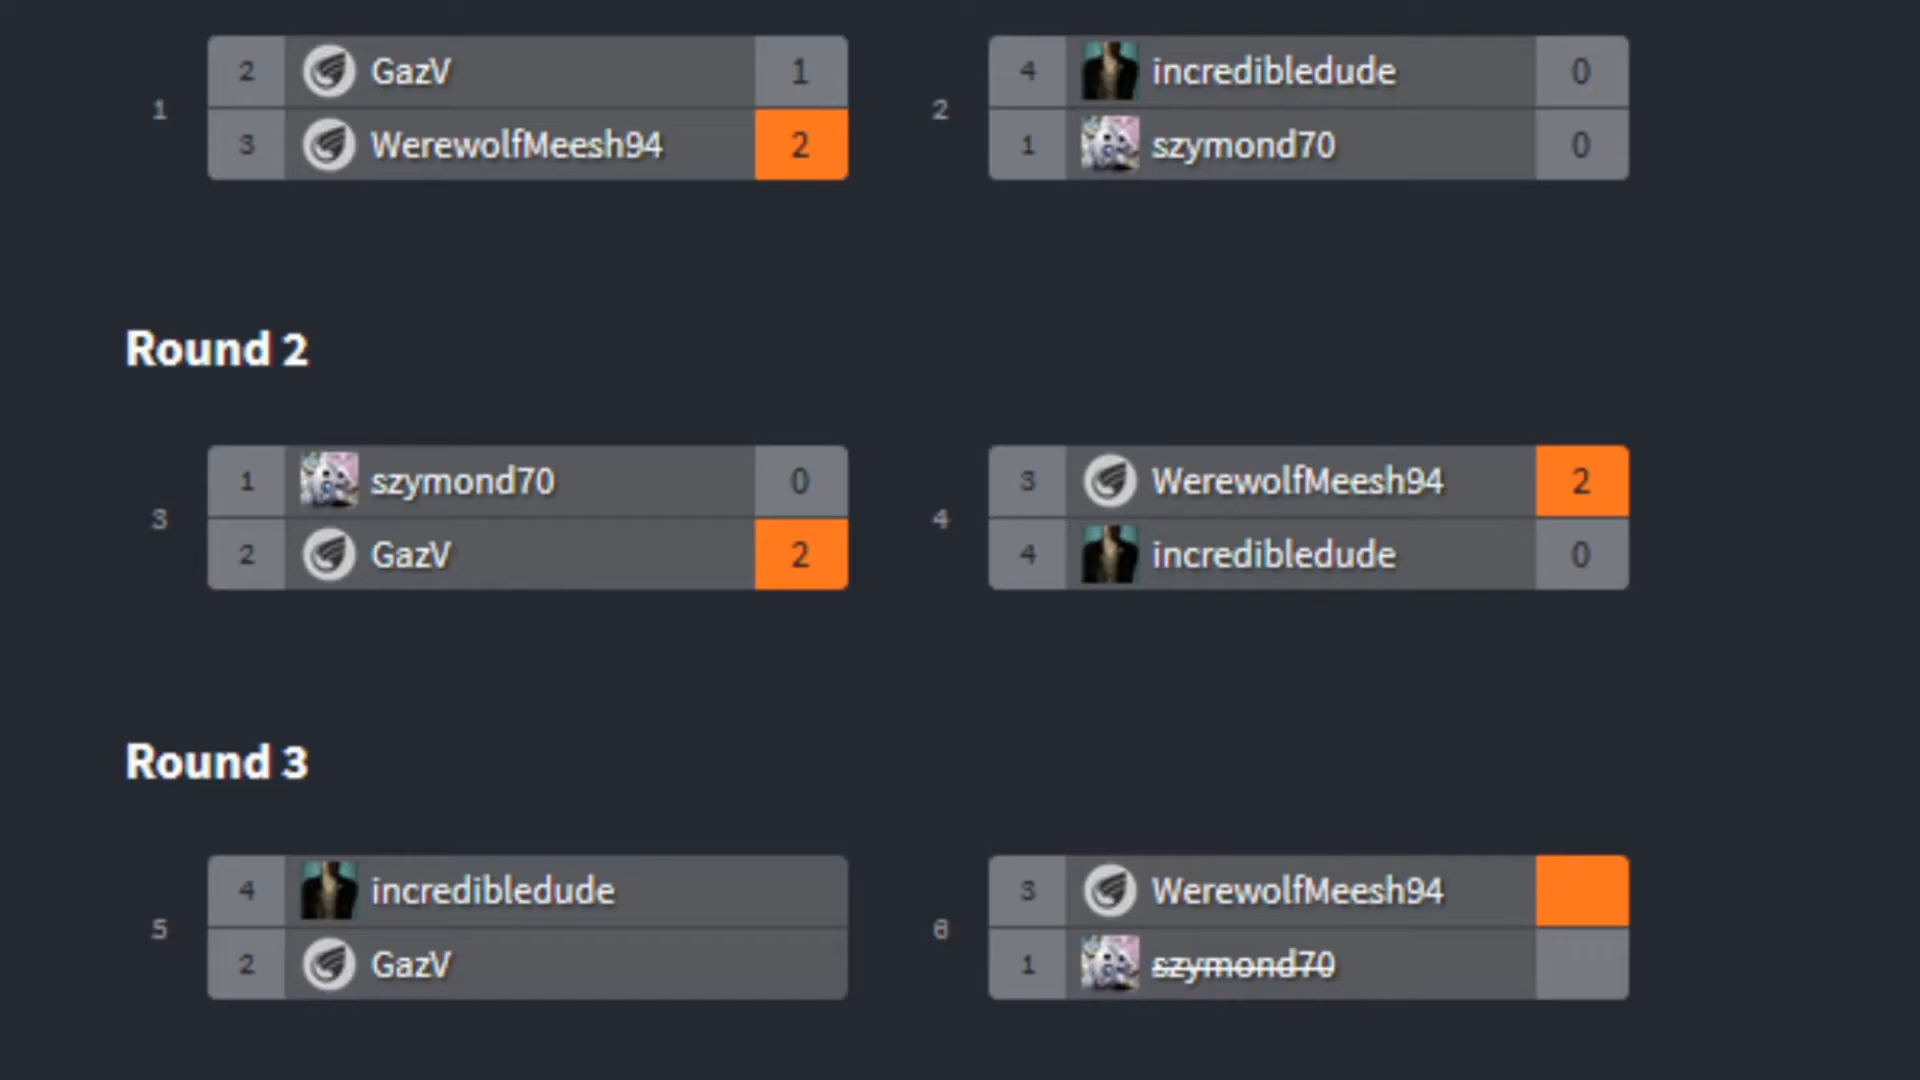 1
2 GazV 1
3 WerewolfMeesh94 2
2
4 incredibledude 0
1 szymond70 0
Round 2
3
1 szymond70 0
2 GazV 2
4
3 WerewolfMeesh94 2
4 incredibledude 0
Round 3
5
4 incredibledude
2 GazV
6
3 WerewolfMeesh94
1 szymond70